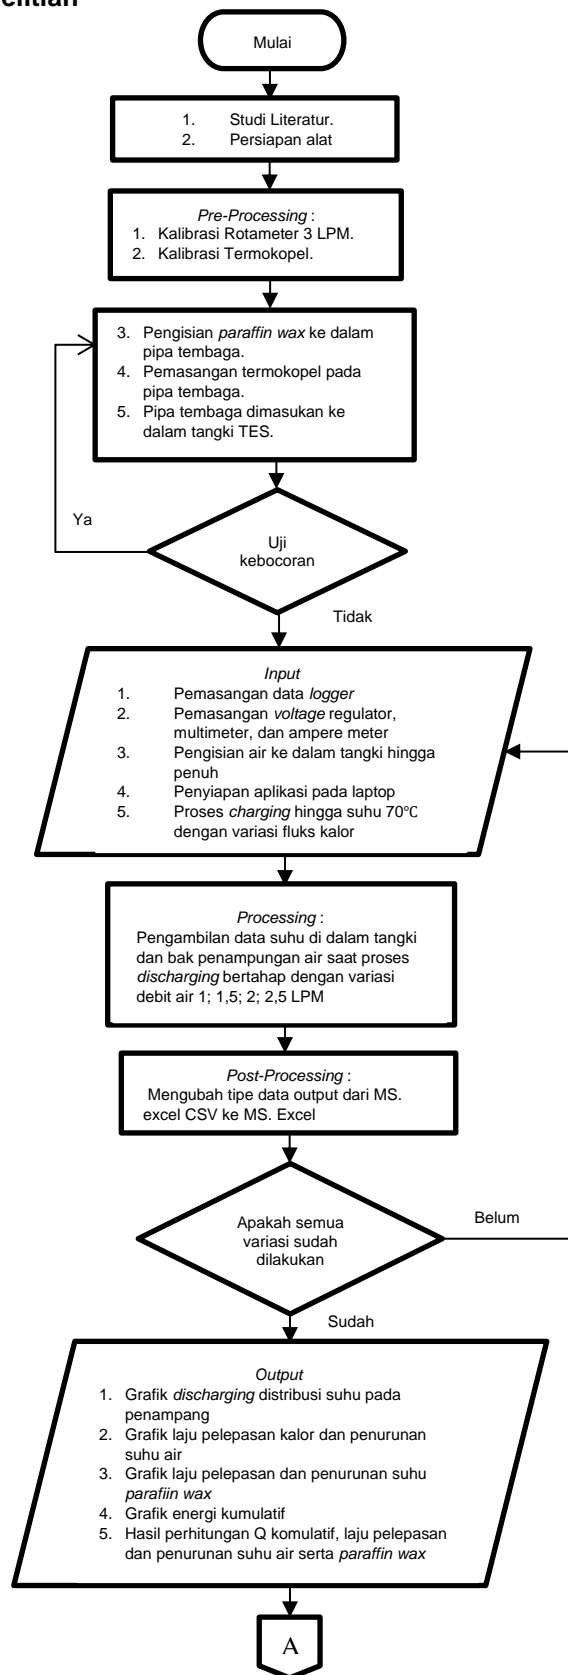 Mulai
1. Studi Literatur.
2. Persiapan alat
Pre-Processing :
1. Kalibrasi Rotameter 3 LPM.
2. Kalibrasi Termokopel.
3. Pengisian paraffin wax ke dalam
pipa tembaga.
4. Pemasangan termokopel pada
pipa tembaga.
5. Pipa tembaga dimasukan ke
dalam tangki TES.
Ya
Uji
kebocoran
Tidak
Input
1. Pemasangan data logger
2. Pemasangan voltage regulator,
multimeter, dan ampere meter
3. Pengisian air ke dalam tangki hingga
penuh
4. Penyiapan aplikasi pada laptop
5. Proses charging hingga suhu 70℃
dengan variasi fluks kalor
Processing :
Pengambilan data suhu di dalam tangki
dan bak penampungan air saat proses
discharging bertahap dengan variasi
debit air 1; 1,5; 2; 2,5 LPM
Post-Processing :
Mengubah tipe data output dari MS.
excel CSV ke MS. Excel
Apakah semua
variasi sudah
dilakukan
Belum
Sudah
Output
1. Grafik discharging distribusi suhu pada
penampang
2. Grafik laju pelepasan kalor dan penurunan
suhu air
3. Grafik laju pelepasan dan penurunan suhu
parafiin wax
4. Grafik energi kumulatif
5. Hasil perhitungan Q komulatif, laju pelepasan
dan penurunan suhu air serta paraffin wax
A